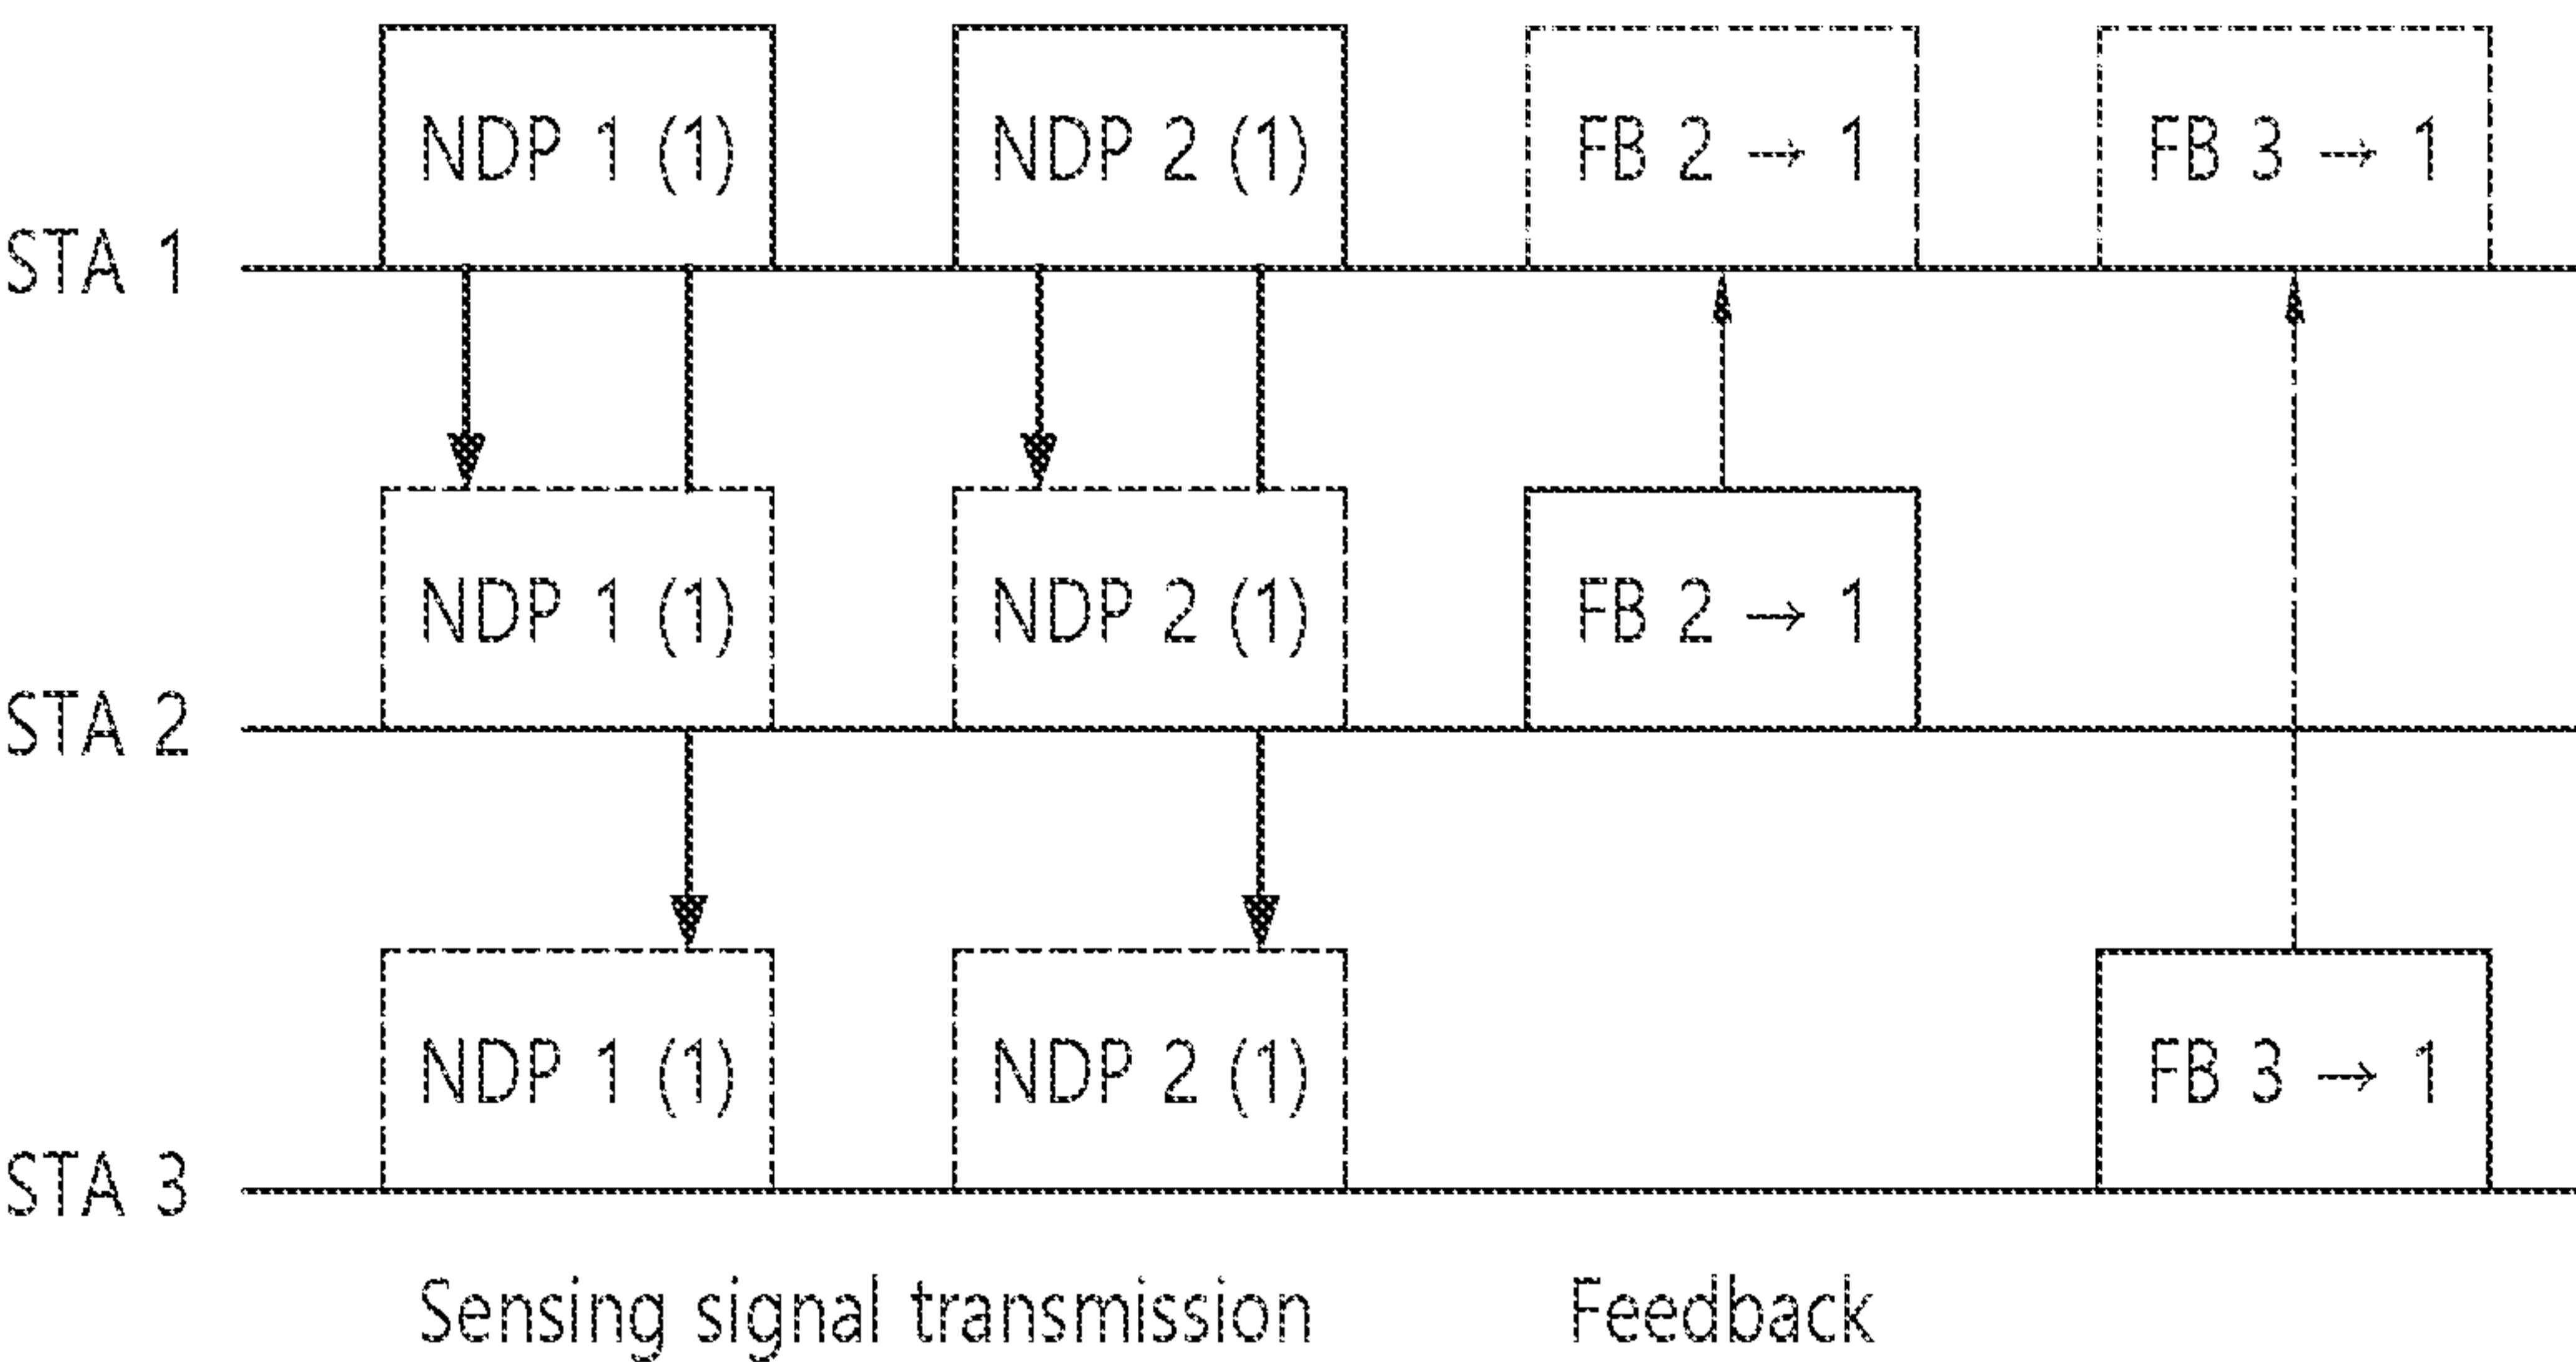 NDP 1 (1) NDP 2 (1) FB 2 → 1 FB 3 → 1
STA 1
NDP 1 (1) NDP 2 (1) FB 2 → 1
STA 2
NDP 1 (1) NDP 2 (1) FB 3 → 1
STA 3
Sensing signal transmission Feedback